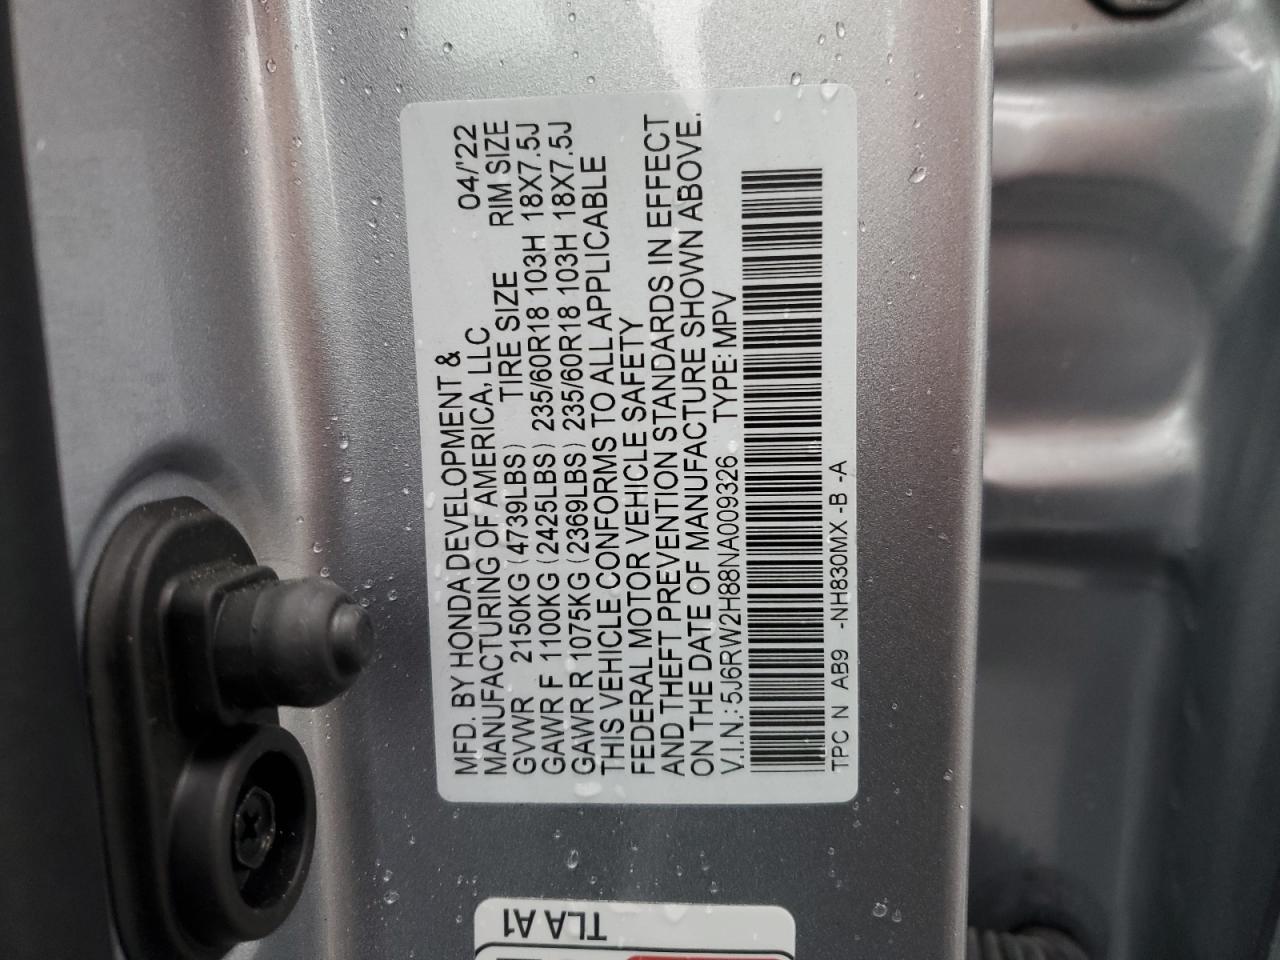 MFD. BY HONDA DEVELOPMENT &
MANUFACTURING OF AMERICA, LLC 04/'22
TIRE SIZE RIM SIZE
GVWR 2150KG (4739LBS)
GAWR F 1100KG (2425LBS) 235/60R18 103H 18X7.5J
GAWR R 1075KG (2369LBS) 235/60R18 103H 18X7.5J
THIS VEHICLE CONFORMS TO ALL APPLICABLE
FEDERAL MOTOR VEHICLE SAFETY
AND THEFT PREVENTION STANDARDS IN EFFECT
ON THE DATE OF MANUFACTURE SHOWN ABOVE.
V.I.N.: 5J6RW2H88NA009326 TYPE: MPV
TPC N AB9 -NH830MX -B -A
TLA A1